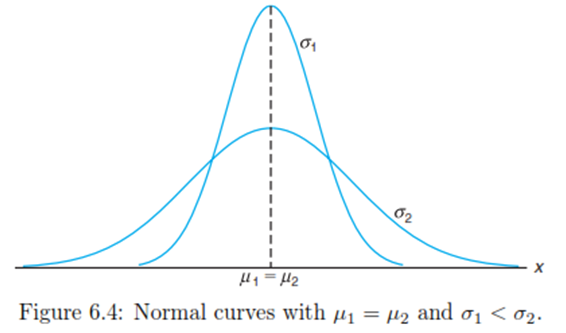 σ₁
σ₂
x
μ₁ = μ₂
Figure 6.4: Normal curves with μ₁ = μ₂ and σ₁ < σ₂.